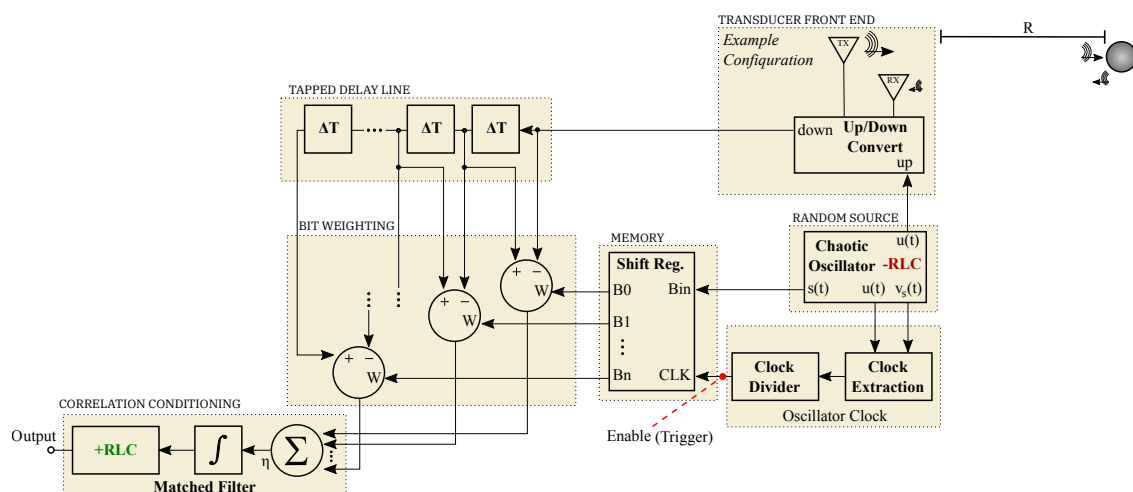 TRANSDUCER FRONT END
Example
Configuration
TX
RX
R
down
Up/Down
Convert
up
TAPPED DELAY LINE
ΔT
ΔT
ΔT
BIT WEIGHTING
+ −
W
+ −
W
+ −
W
MEMORY
Shift Reg.
B0
Bin
B1
Bn
CLK
RANDOM SOURCE
u(t)
Chaotic
Oscillator -RLC
s(t) u(t) vs(t)
Clock
Divider
Clock
Extraction
Oscillator Clock
Enable (Trigger)
CORRELATION CONDITIONING
Output
+RLC
∫
η
Σ
Matched Filter